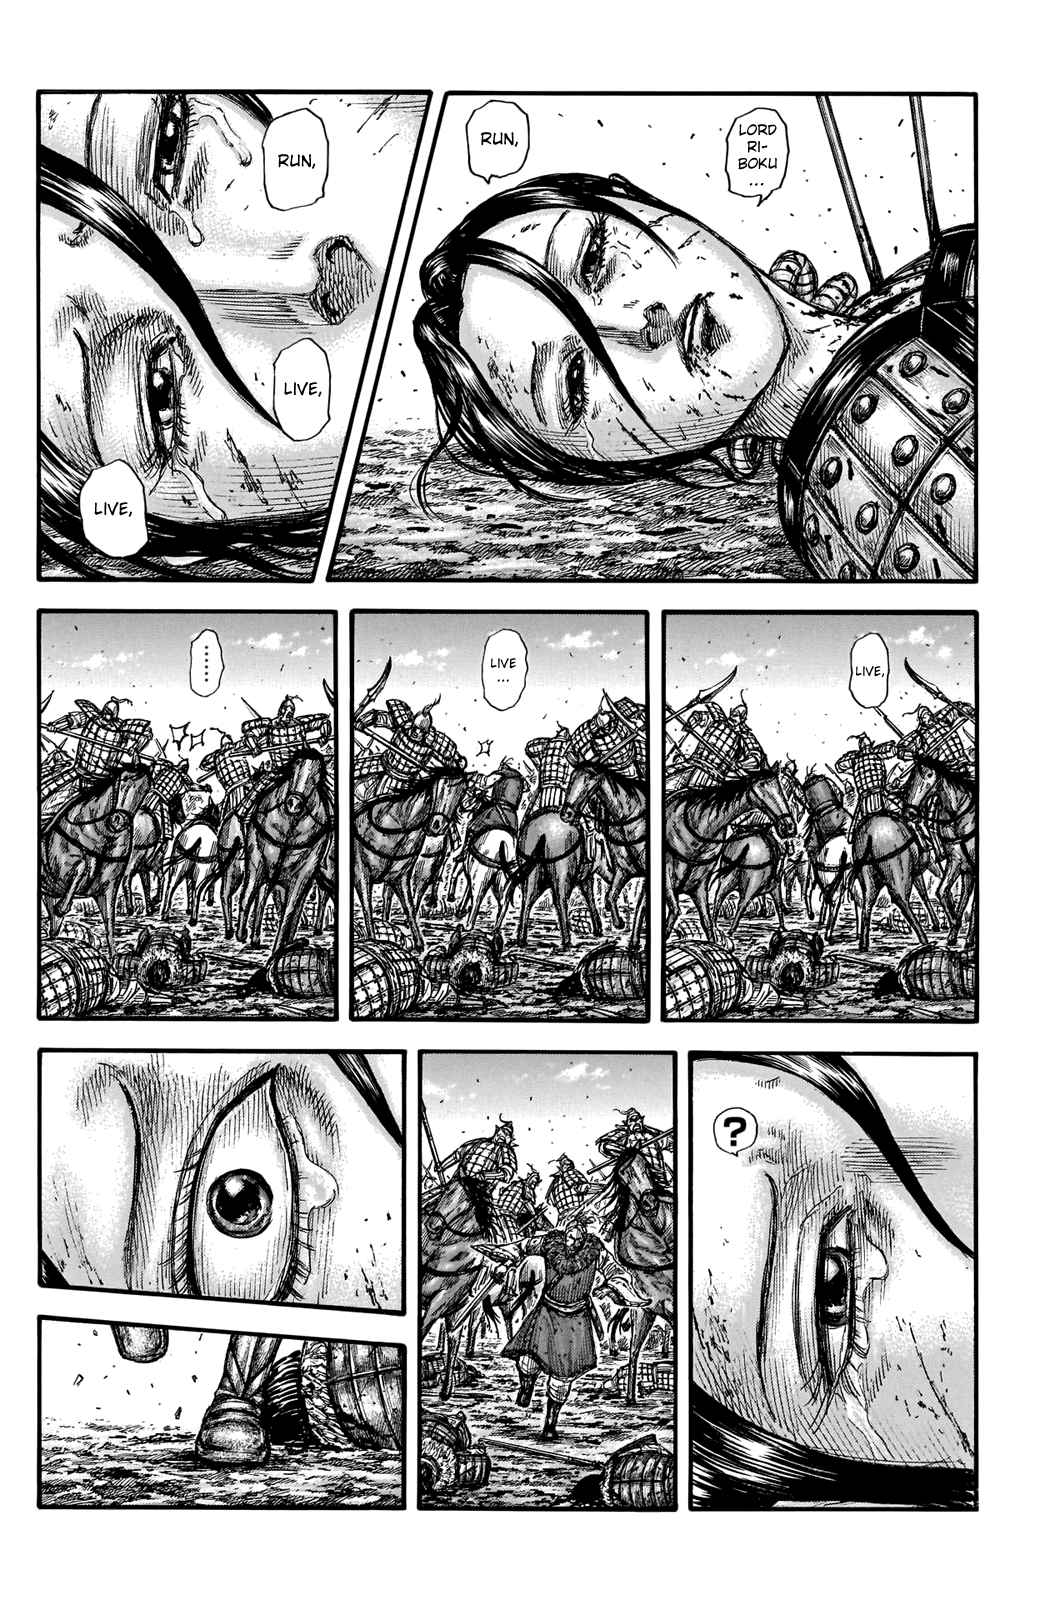 LORD
RI-
BOKU
...
RUN,
RUN,
LIVE,
LIVE,
LIVE,
LIVE
...
......
?